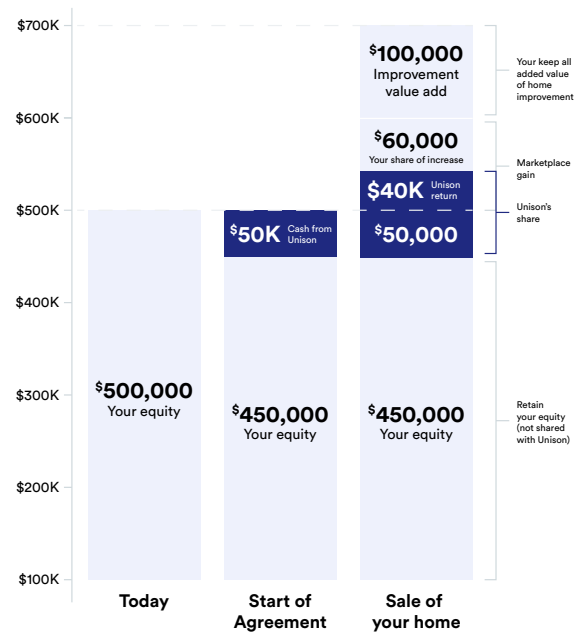 $700K
$600K
$500K
$400K
$300K
$200K
$100K
$500,000
Your equity
Today
$50K
Cash from
Unison
$450,000
Your equity
Start of
Agreement
$100,000
Improvement
value add
$60,000
Your share of increase
$40K
Unison
return
$50,000
$450,000
Your equity
Sale of
your home
Your keep all
added value
of home
improvement
Marketplace
gain
Unison's
share
Retain
your equity
(not shared
with Unison)